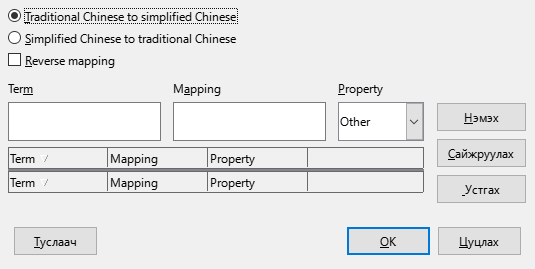 Traditional Chinese to simplified Chinese
Simplified Chinese to traditional Chinese
Reverse mapping
Term Mapping Property
Other
Нэмэх
Term / Mapping Property
Сайжруулах
Term / Mapping Property
Устгах
Туслаач OK Цуцлах